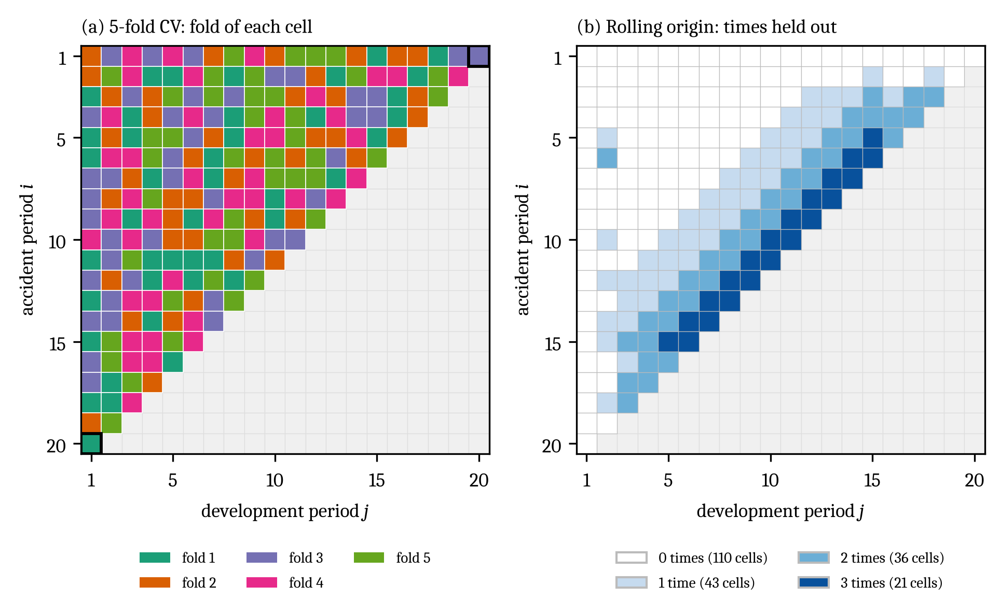 (a) 5-fold CV: fold of each cell
1
5
10
15
20
accident period i
1 5 10 15 20
development period j
fold 1 fold 3 fold 5
fold 2 fold 4
(b) Rolling origin: times held out
1
5
10
15
20
accident period i
1 5 10 15 20
development period j
0 times (110 cells) 2 times (36 cells)
1 time (43 cells) 3 times (21 cells)